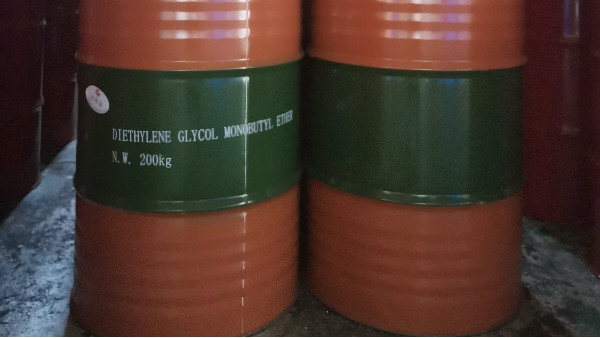 DIETHYLENE GLYCOL MONOBUTYL ETHER
N.W. 200kg